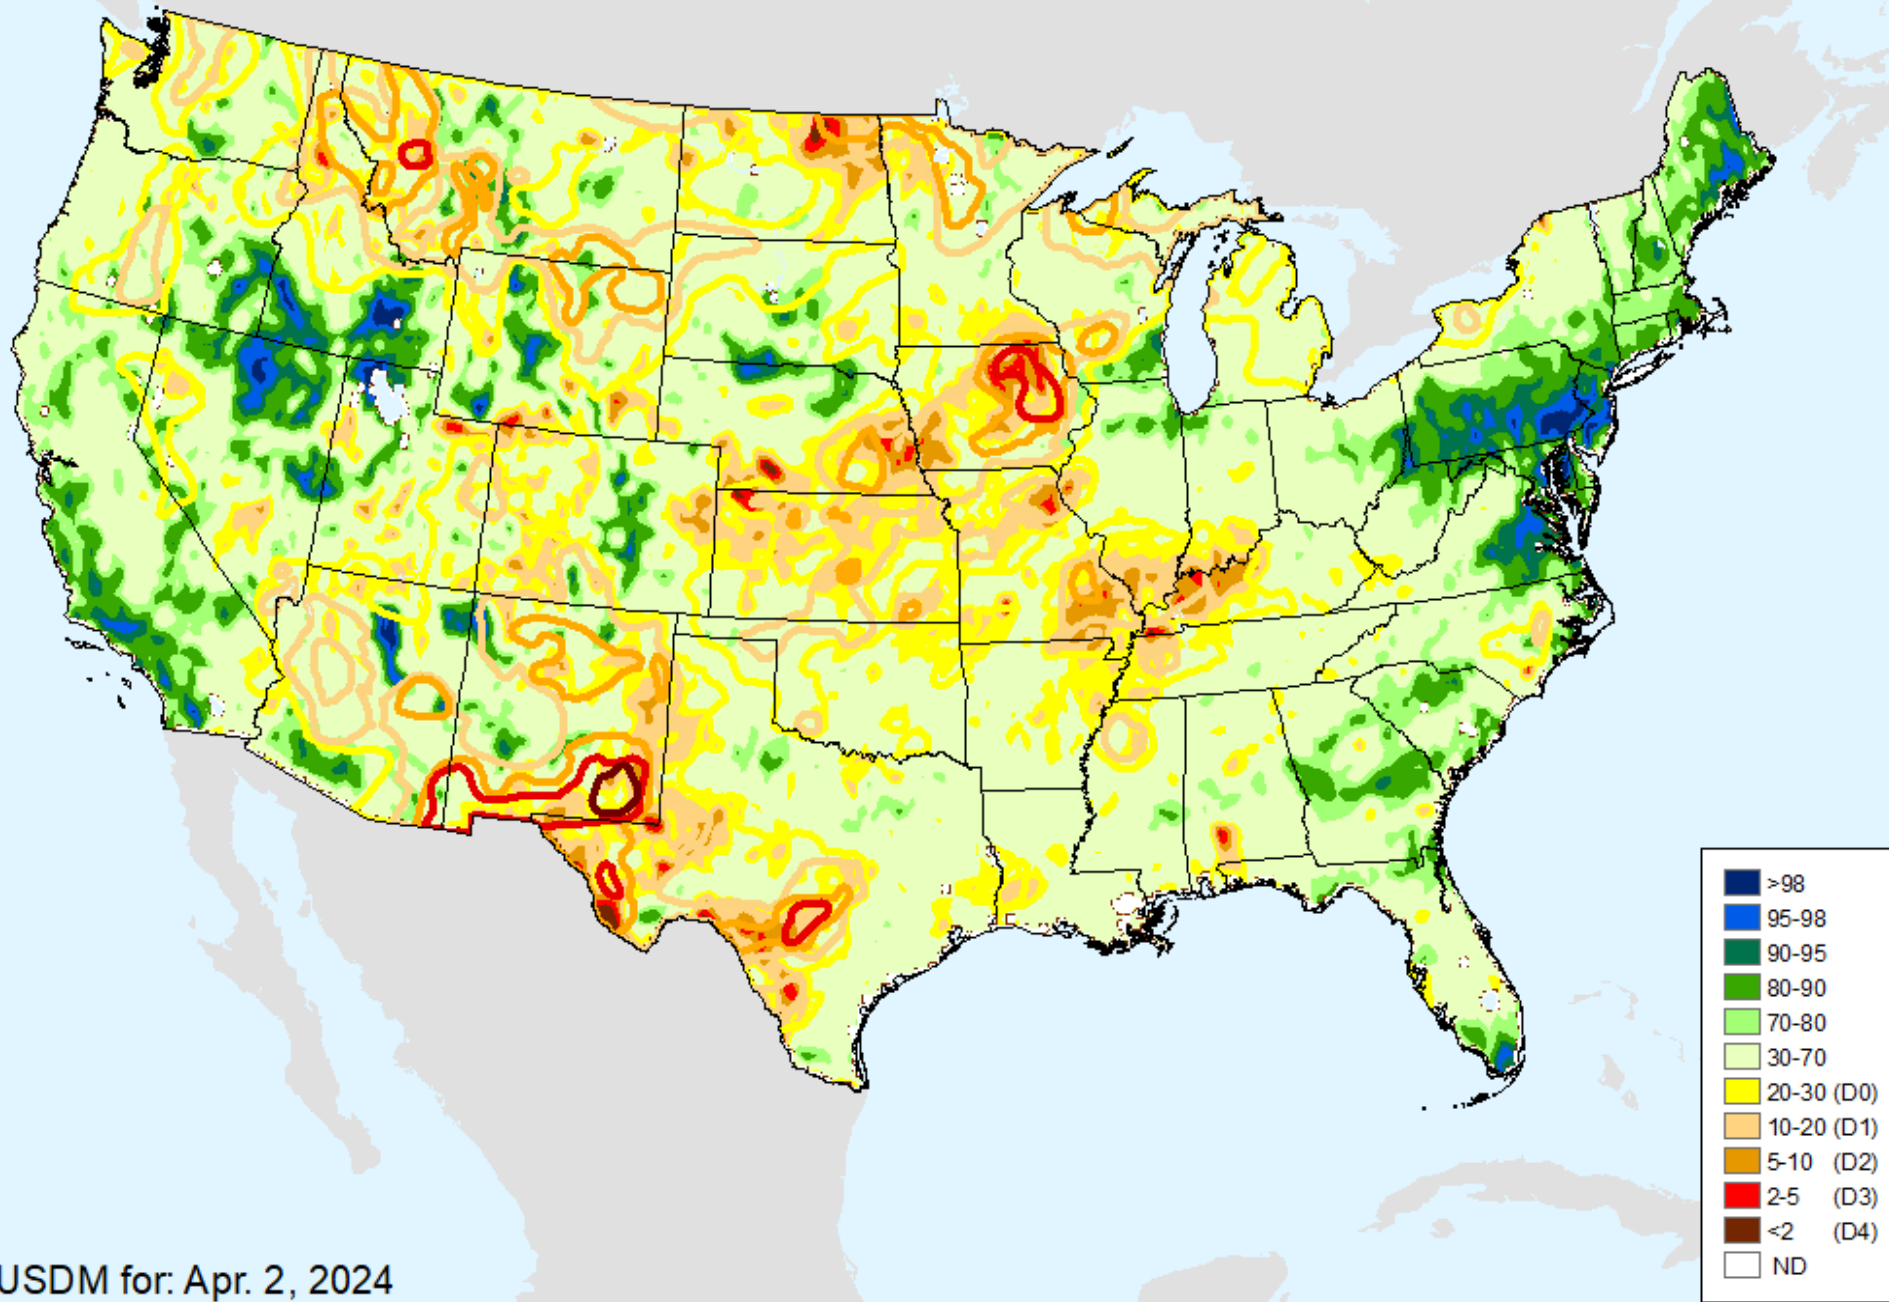 >98
95-98
90-95
80-90
70-80
30-70
20-30 (D0)
10-20 (D1)
5-10 (D2)
2-5 (D3)
<2 (D4)
ND
USDM for: Apr. 2, 2024